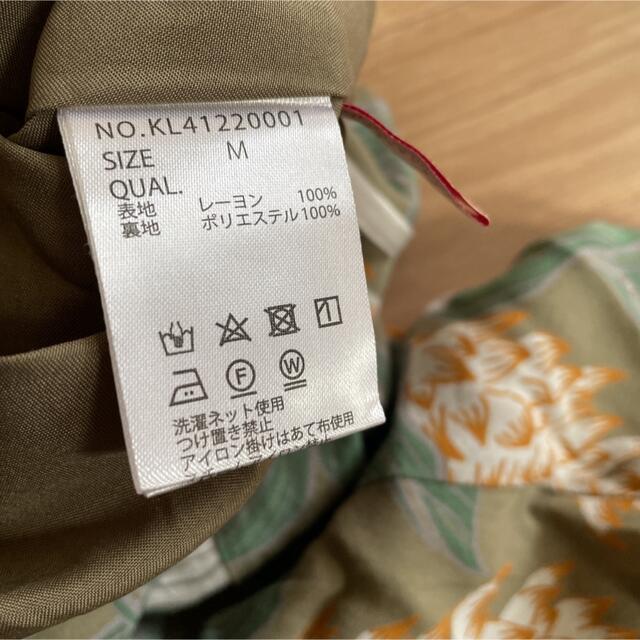 NO.KL41220001
SIZE M
QUAL.
表地 レーヨン 100%
裏地 ポリエステル100%
F W
洗濯ネット使用
つけ置き禁止
アイロン掛けはあて布使用